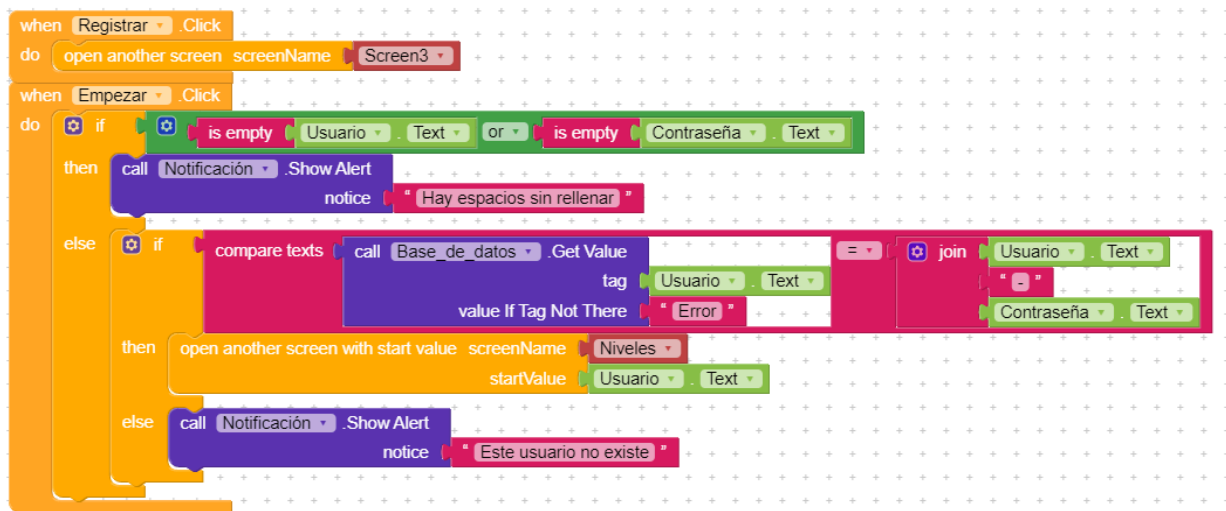 when Registrar .Click
do open another screen screenName Screen3
when Empezar .Click
do if is empty Usuario . Text or is empty Contraseña . Text
then call Notificación .Show Alert
notice " Hay espacios sin rellenar "
else if compare texts call Base_de_datos .Get Value = join Usuario . Text
tag Usuario . Text " - "
value If Tag Not There " Error " Contraseña . Text
then open another screen with start value screenName Niveles
startValue Usuario . Text
else call Notificación .Show Alert
notice " Este usuario no existe "